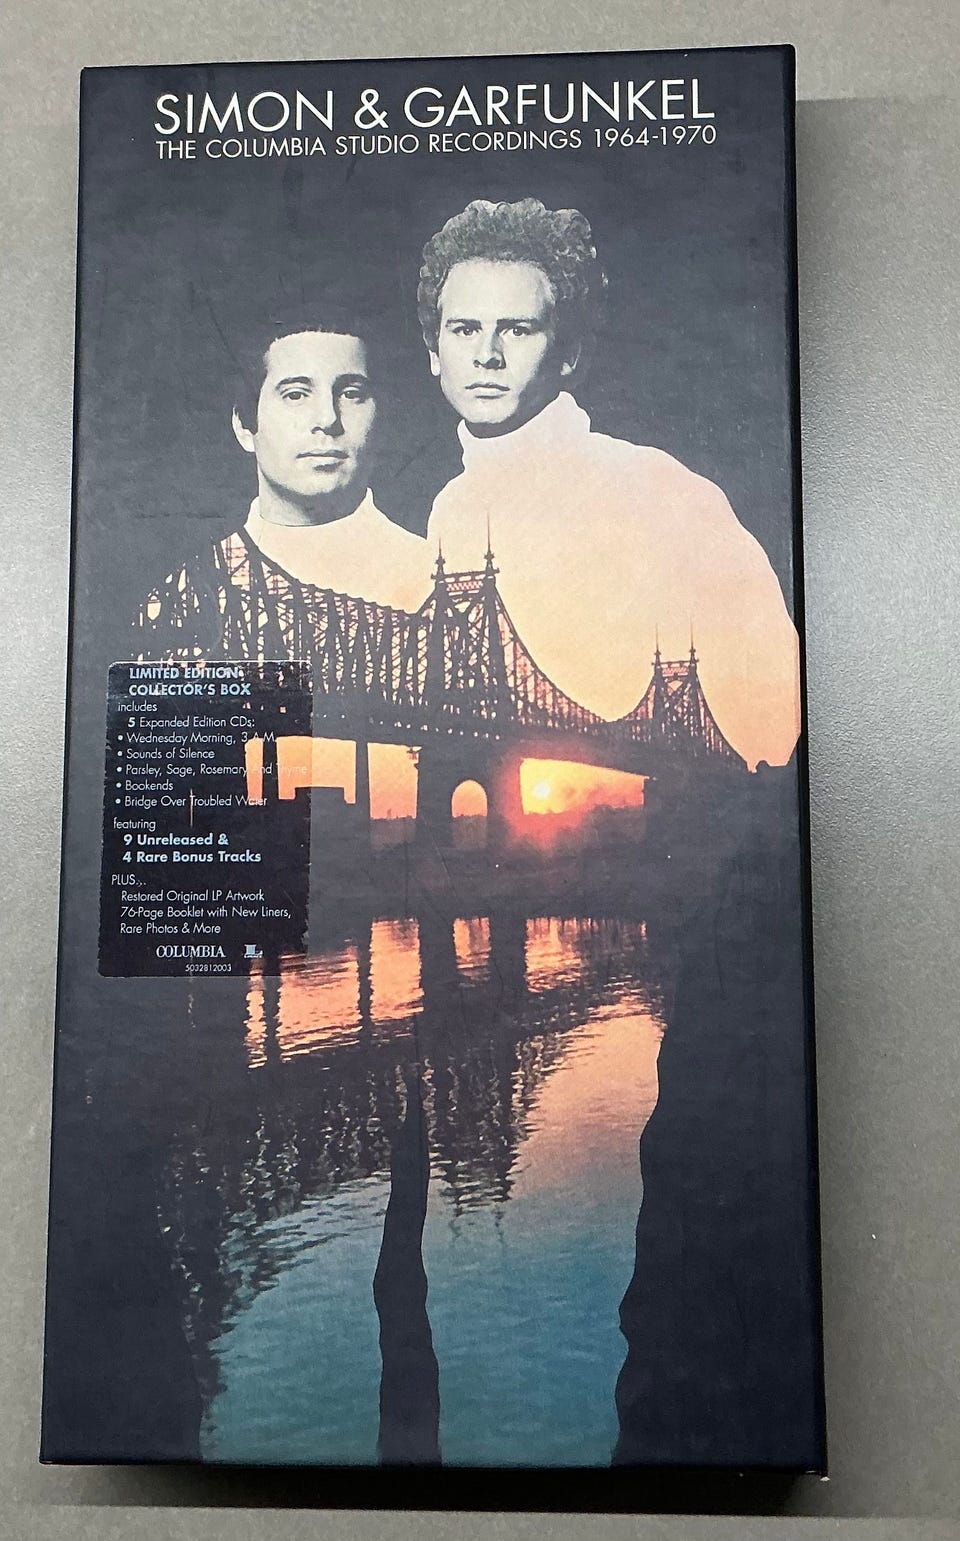 SIMON & GARFUNKEL
THE COLUMBIA STUDIO RECORDINGS 1964-1970
LIMITED EDITION
COLLECTOR'S BOX
includes
5 Expanded Edition CDs:
• Wednesday Morning, 3 A.M.
• Sounds of Silence
• Parsley, Sage, Rosemary and Thyme
• Bookends
• Bridge Over Troubled Water
featuring
9 Unreleased &
4 Rare Bonus Tracks
PLUS...
Restored Original LP Artwork
76-Page Booklet with New Liners,
Rare Photos & More
COLUMBIA
5032812003